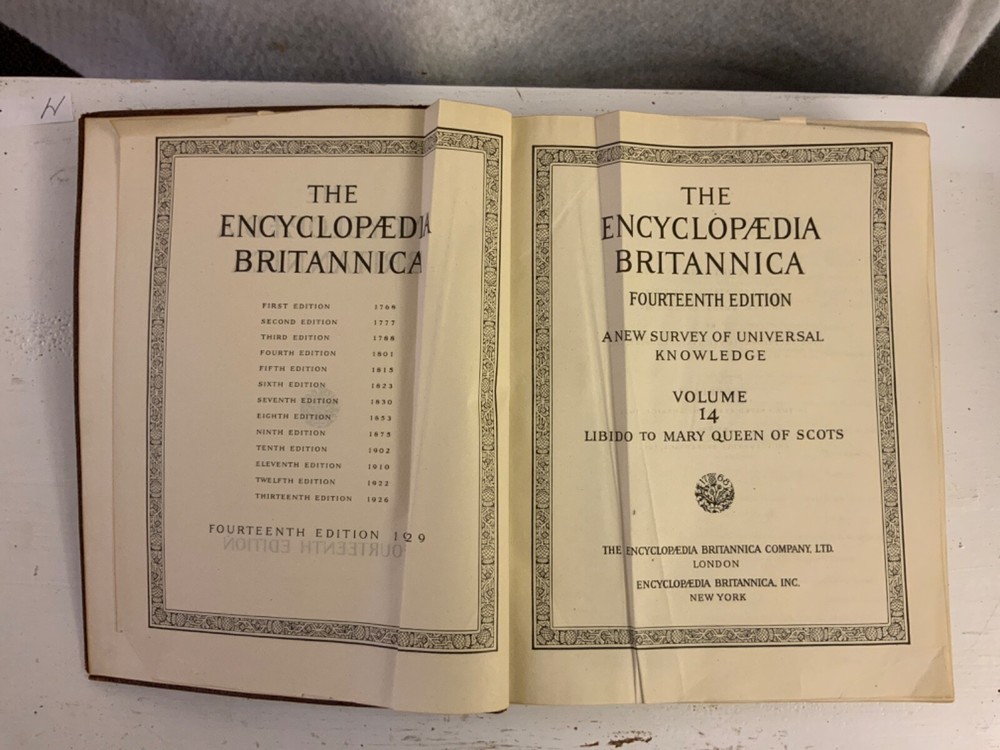 THE
ENCYCLOPÆDIA
BRITANNICA
FIRST EDITION 1768
SECOND EDITION 1777
THIRD EDITION 1788
FOURTH EDITION 1801
FIFTH EDITION 1815
SIXTH EDITION 1823
SEVENTH EDITION 1830
EIGHTH EDITION 1853
NINTH EDITION 1875
TENTH EDITION 1902
ELEVENTH EDITION 1910
TWELFTH EDITION 1922
THIRTEENTH EDITION 1926
FOURTEENTH EDITION 129
THE
ENCYCLOPÆDIA
BRITANNICA
FOURTEENTH EDITION
A NEW SURVEY OF UNIVERSAL
KNOWLEDGE
VOLUME
14
LIBIDO TO MARY QUEEN OF SCOTS
THE ENCYCLOPÆDIA BRITANNICA COMPANY, LTD.
LONDON
ENCYCLOPÆDIA BRITANNICA, INC.
NEW YORK